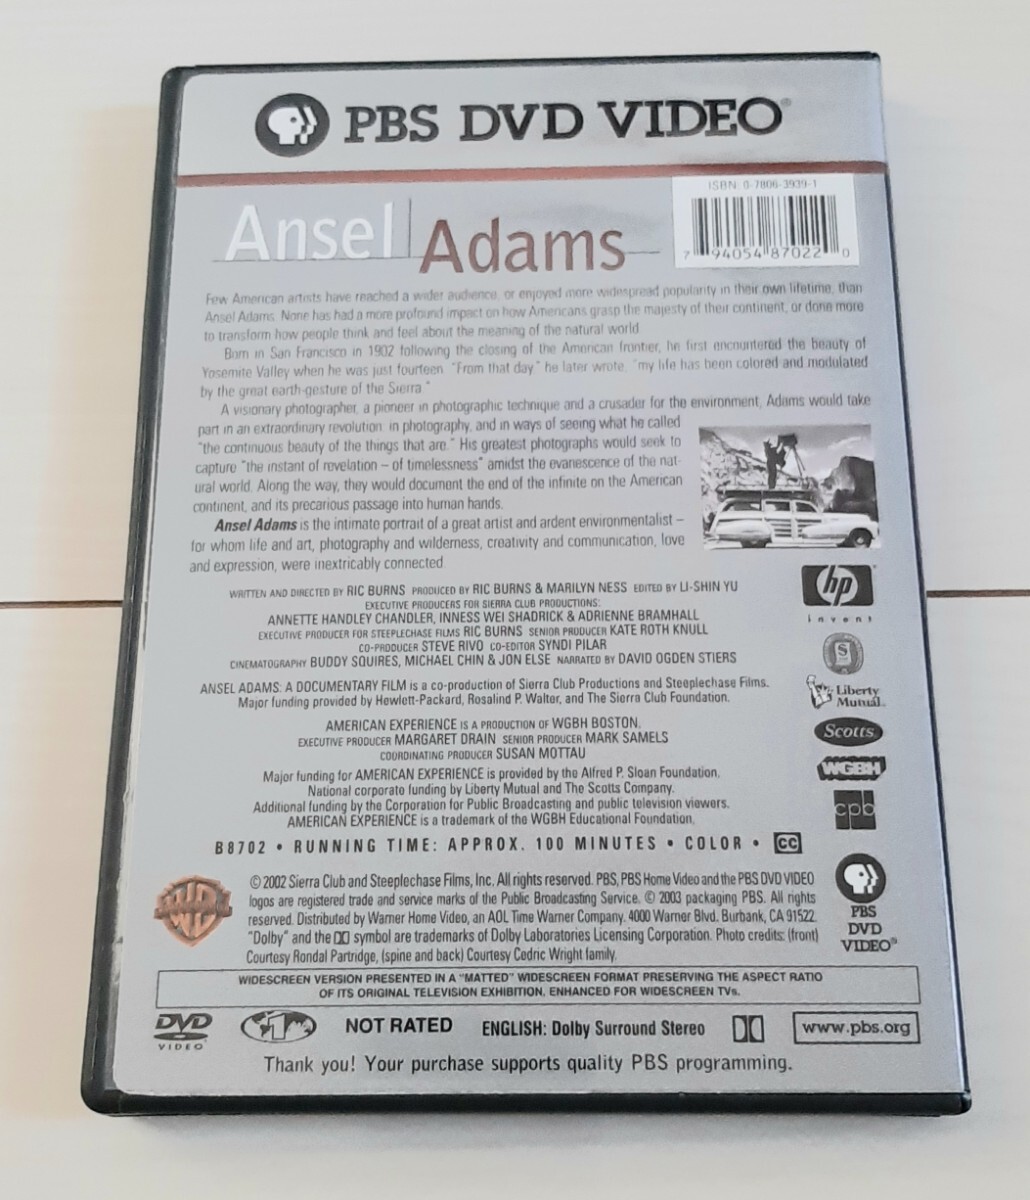 PBS DVD VIDEO®
ISBN: 0-7806-3939-1
7 94054 87022 0
Ansel Adams
Few American artists have reached a wider audience, or enjoyed more widespread popularity in their own lifetime, than
Ansel Adams. None has had a more profound impact on how Americans grasp the majesty of their continent, or done more
to transform how people think and feel about the meaning of the natural world.
Born in San Francisco in 1902 following the closing of the American frontier, he first encountered the beauty of
Yosemite Valley when he was just fourteen. "From that day" he later wrote, "my life has been colored and modulated
by the great earth-gesture of the Sierra."
A visionary photographer, a pioneer in photographic technique and a crusader for the environment, Adams would take
part in an extraordinary revolution: in photography, and in ways of seeing what he called
"the continuous beauty of the things that are." His greatest photographs would seek to
capture "the instant of revelation – of timelessness" amidst the evanescence of the nat-
ural world. Along the way, they would document the end of the infinite on the American
continent, and its precarious passage into human hands.
Ansel Adams is the intimate portrait of a great artist and ardent environmentalist –
for whom life and art, photography and wilderness, creativity and communication, love
and expression, were inextricably connected.
WRITTEN AND DIRECTED BY RIC BURNS PRODUCED BY RIC BURNS & MARILYN NESS EDITED BY LI-SHIN YU
EXECUTIVE PRODUCERS FOR SIERRA CLUB PRODUCTIONS:
ANNETTE HANDLEY CHANDLER, INNESS WEI SHADRICK & ADRIENNE BRAMHALL
EXECUTIVE PRODUCER FOR STEEPLECHASE FILMS RIC BURNS SENIOR PRODUCER KATE ROTH KNULL
CO-PRODUCER STEVE RIVO CO-EDITOR SYNDI PILAR
CINEMATOGRAPHY BUDDY SQUIRES, MICHAEL CHIN & JON ELSE NARRATED BY DAVID OGDEN STIERS
hp
invent
ANSEL ADAMS: A DOCUMENTARY FILM is a co-production of Sierra Club Productions and Steeplechase Films.
Major funding provided by Hewlett-Packard, Rosalind P. Walter, and The Sierra Club Foundation.
S
Liberty
Mutual.
AMERICAN EXPERIENCE IS A PRODUCTION OF WGBH BOSTON.
EXECUTIVE PRODUCER MARGARET DRAIN SENIOR PRODUCER MARK SAMELS
COORDINATING PRODUCER SUSAN MOTTAU
Scotts
WGBH
Major funding for AMERICAN EXPERIENCE is provided by the Alfred P. Sloan Foundation.
National corporate funding by Liberty Mutual and The Scotts Company.
Additional funding by the Corporation for Public Broadcasting and public television viewers.
AMERICAN EXPERIENCE is a trademark of the WGBH Educational Foundation.
cpb
B8702 • RUNNING TIME: APPROX. 100 MINUTES • COLOR • CC
WB
© 2002 Sierra Club and Steeplechase Films, Inc. All rights reserved. PBS, PBS Home Video and the PBS DVD VIDEO
logos are registered trade and service marks of the Public Broadcasting Service. © 2003 packaging PBS. All rights
reserved. Distributed by Warner Home Video, an AOL Time Warner Company. 4000 Warner Blvd. Burbank, CA 91522.
"Dolby" and the DD symbol are trademarks of Dolby Laboratories Licensing Corporation. Photo credits: (front)
Courtesy Rondal Partridge, (spine and back) Courtesy Cedric Wright family.
PBS
DVD
VIDEO®
WIDESCREEN VERSION PRESENTED IN A "MATTED" WIDESCREEN FORMAT PRESERVING THE ASPECT RATIO
OF ITS ORIGINAL TELEVISION EXHIBITION. ENHANCED FOR WIDESCREEN TVs.
DVD
VIDEO
1
NOT RATED
ENGLISH: Dolby Surround Stereo
www.pbs.org
Thank you! Your purchase supports quality PBS programming.